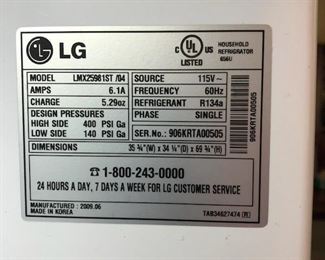 LG
c UL US LISTED
HOUSEHOLD REFRIGERATOR 656U
MODEL LMX25981ST /04 SOURCE 115V~
AMPS 6.1A FREQUENCY 60Hz
CHARGE 5.29oz REFRIGERANT R134a
DESIGN PRESSURES PHASE SINGLE
HIGH SIDE 400 PSI Ga
LOW SIDE 140 PSI Ga SER.No.: 906KRTA00505
DIMENSIONS 35 ¾"(W) x 34 ¼"(D) x 69 ¾"(H)
☎1-800-243-0000
24 HOURS A DAY, 7 DAYS A WEEK FOR LG CUSTOMER SERVICE
MANUFACTURED : 2009.06
MADE IN KOREA TAB34627474 R
906KRTA00505